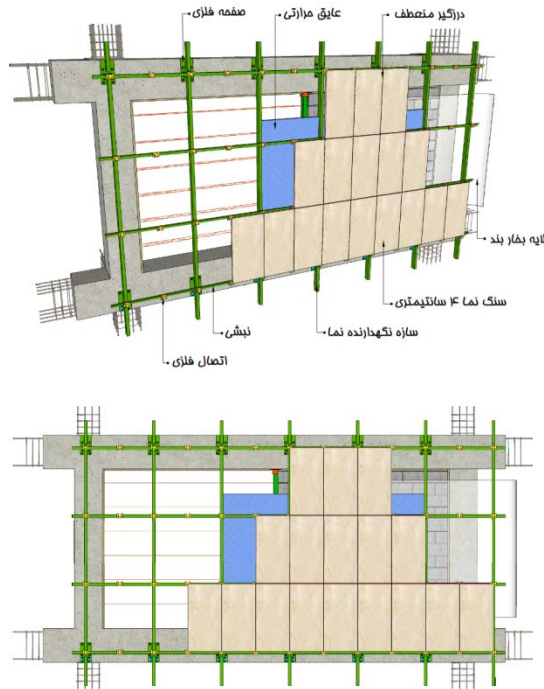 درزگیر منعطف
عایق حرارتی
صفحه فلزی
لایه بخار بند
سنگ نما ۴ سانتیمتری
سازه نگهدارنده نما
نبشی
اتصال فلزی